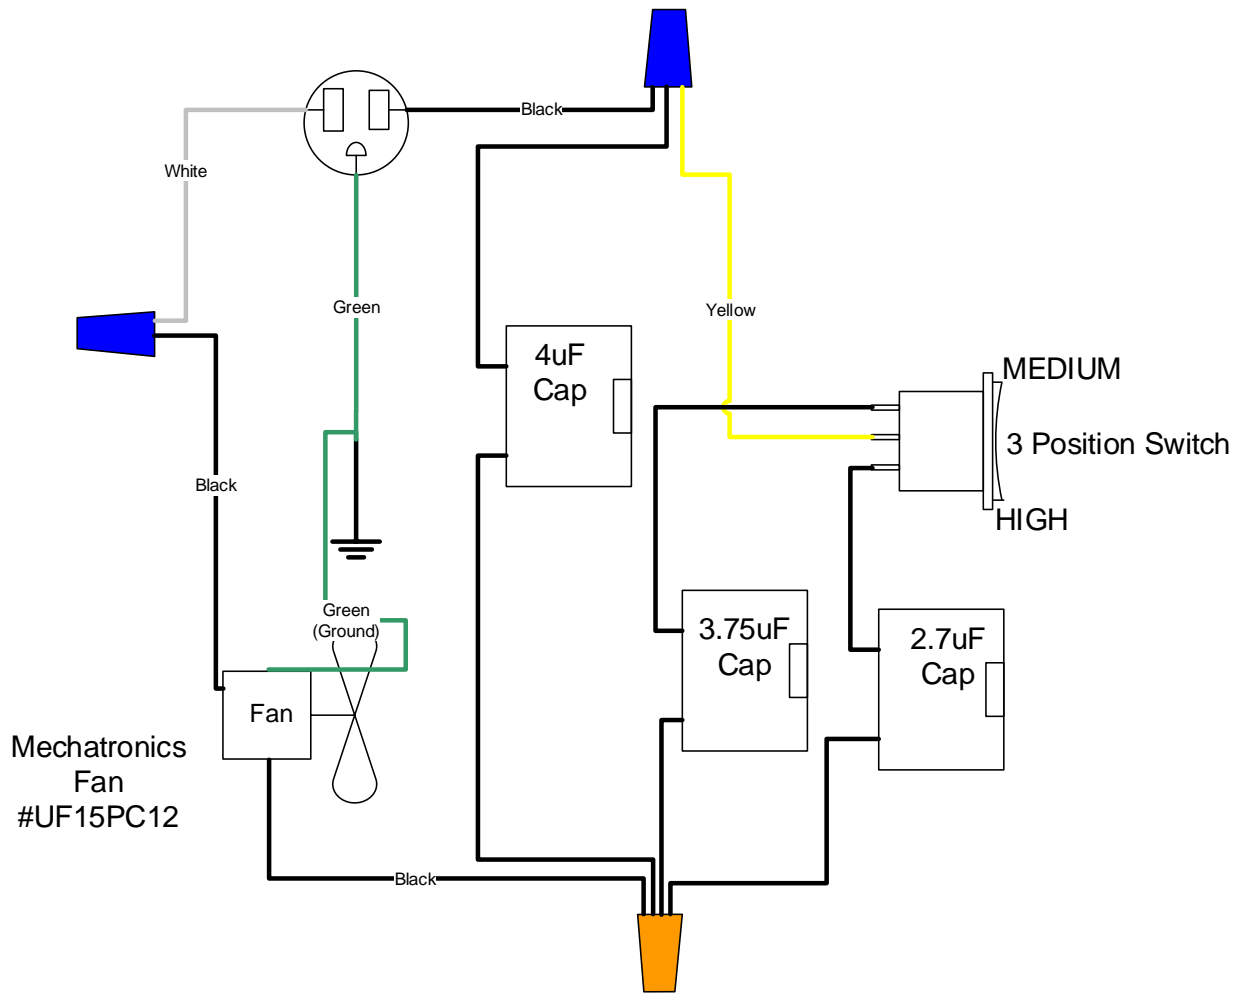 Black
White
Green
Yellow
4uF
Cap
MEDIUM
3 Position Switch
HIGH
Black
Green
(Ground)
3.75uF
Cap
2.7uF
Cap
Fan
Mechatronics
Fan
#UF15PC12
Black